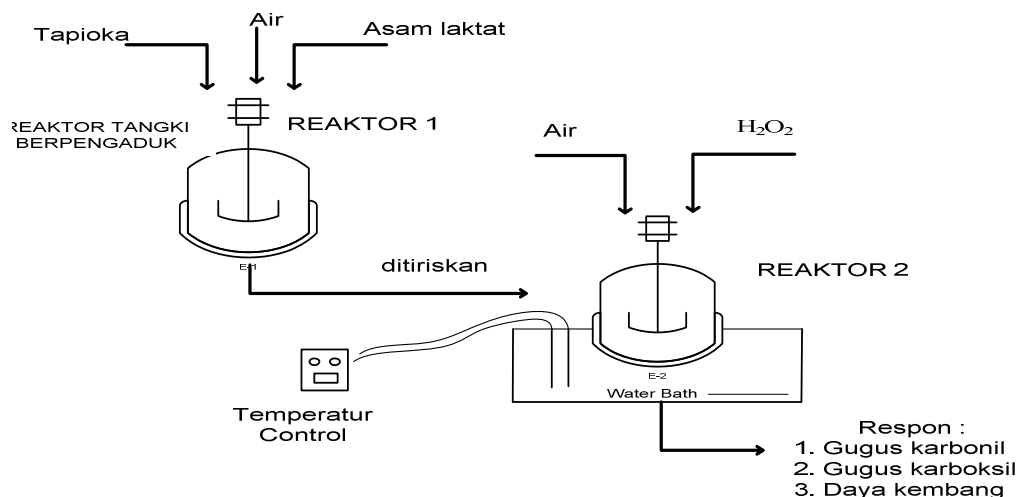 Tapioka
Air
Asam laktat
REAKTOR TANGKI
BERPENGADUK
REAKTOR 1
E-1
Air
H₂O₂
ditiriskan
REAKTOR 2
E-2
Water Bath
Temperatur
Control
Respon :
1. Gugus karbonil
2. Gugus karboksil
3. Daya kembang